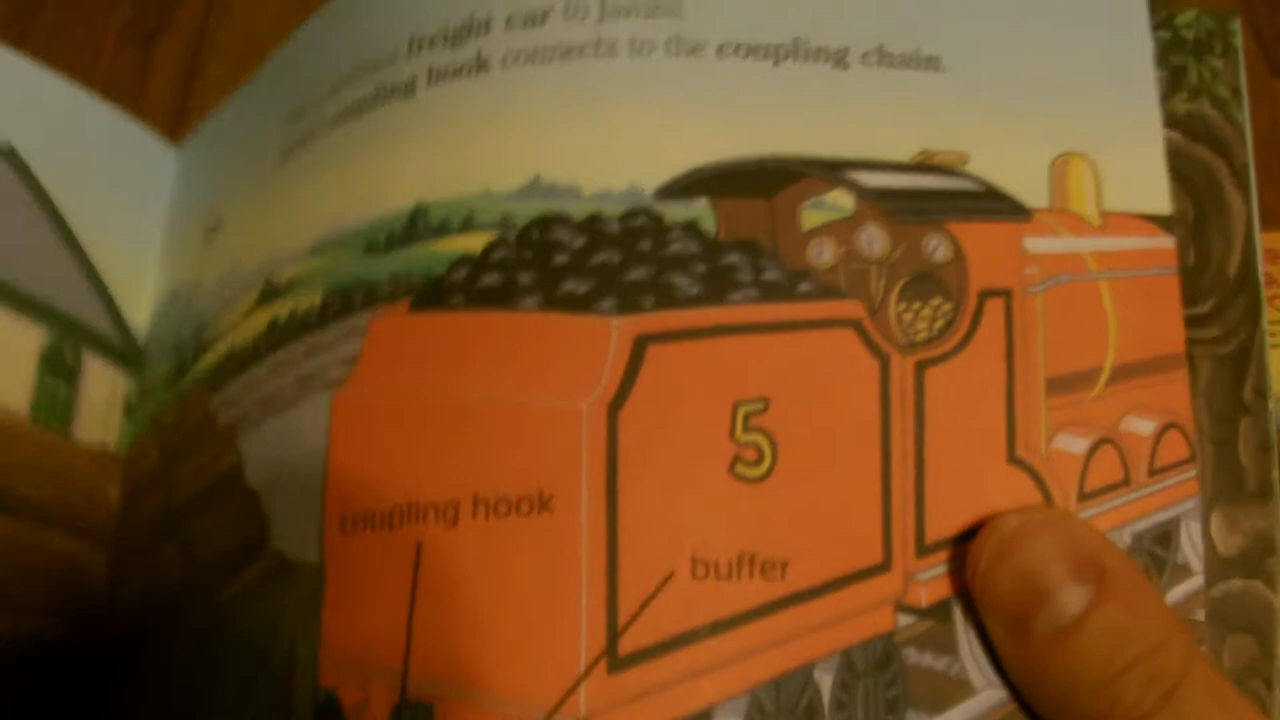 freight car to
coupling hook connects to the coupling chain.
5
coupling hook
buffer